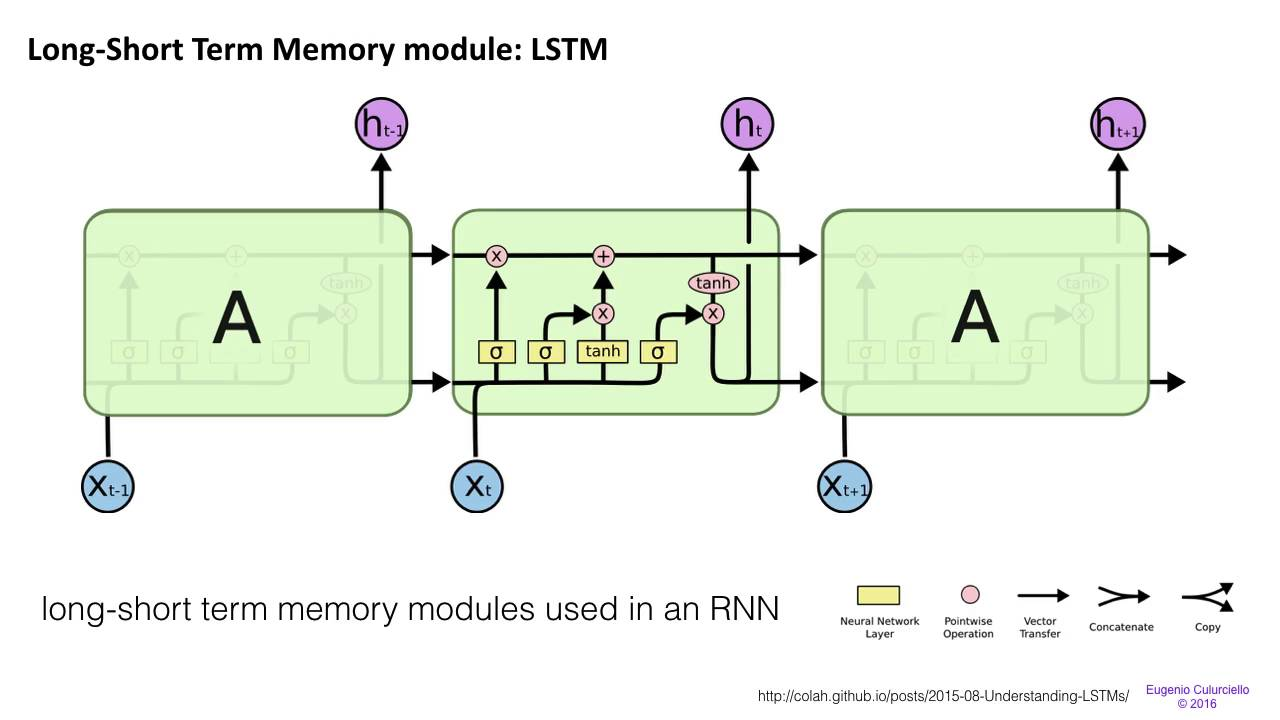 Long-Short Term Memory module: LSTM
ht-1
ht
ht+1
x + tanh x
A
σ σ σ
x + tanh x
σ σ tanh σ
x + tanh x
A
σ σ σ
Xt-1
Xt
Xt+1
long-short term memory modules used in an RNN
Neural Network
Layer
Pointwise
Operation
Vector
Transfer
Concatenate
Copy
http://colah.github.io/posts/2015-08-Understanding-LSTMs/
Eugenio Culurciello
© 2016